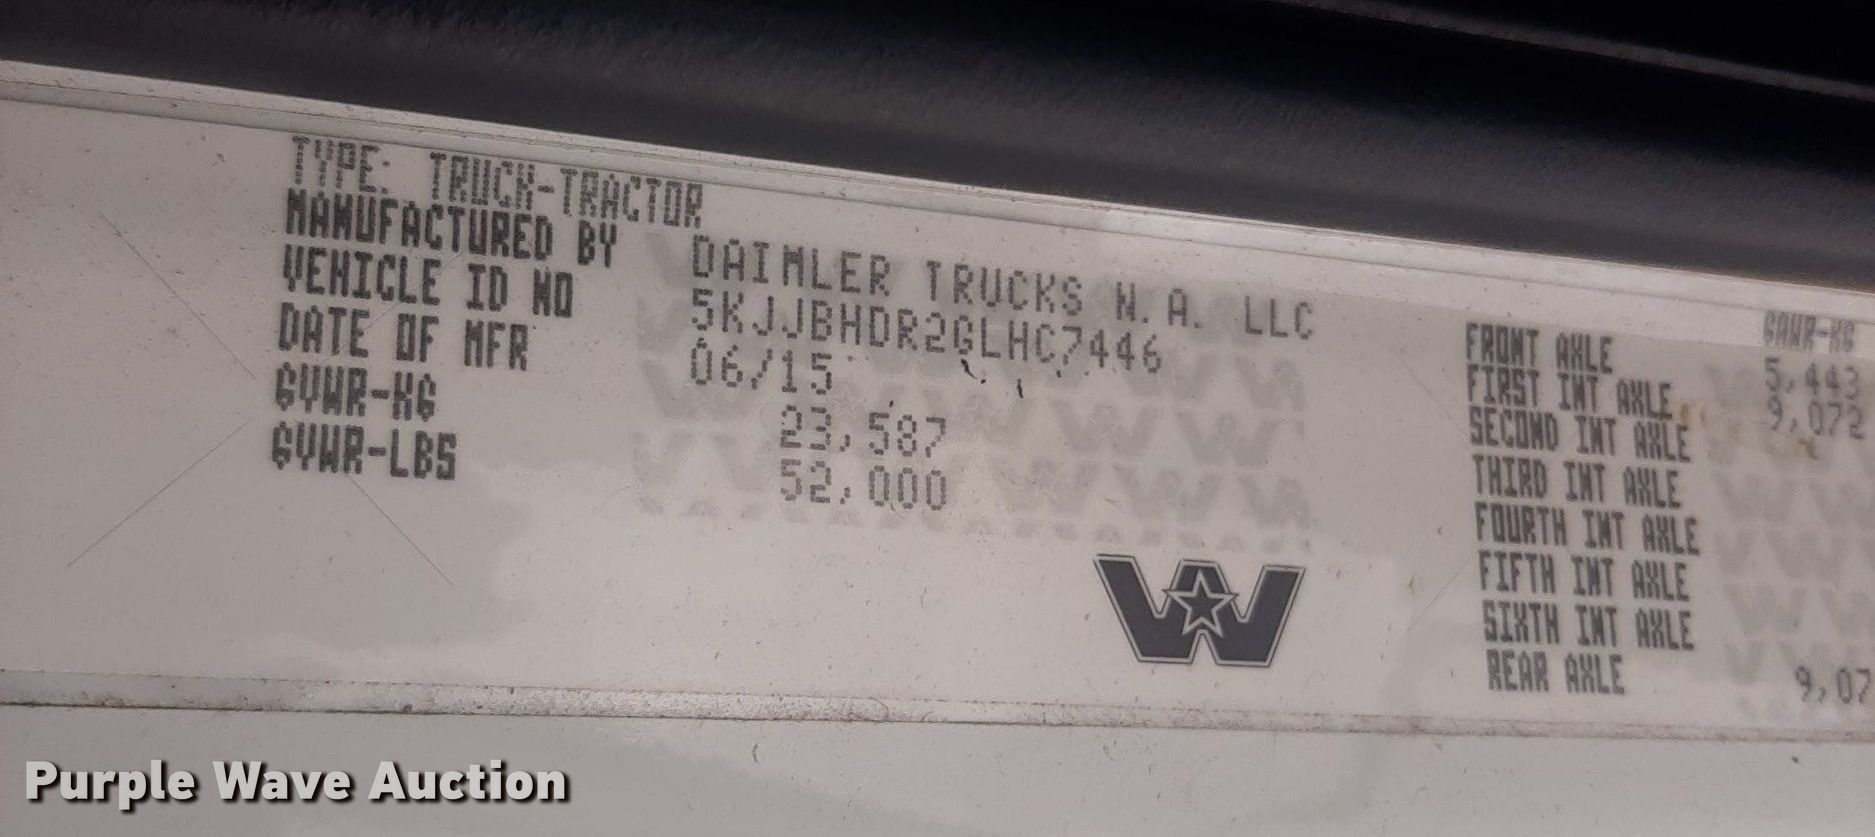 TYPE: TRUCK-TRACTOR
MANUFACTURED BY DAIMLER TRUCKS N.A. LLC
VEHICLE ID NO 5KJJBHDR2GLHC7446
DATE OF MFR 06/15
GVWR-KG 23,587
GVWR-LBS 52,000
GAWR-KG
FRONT AXLE 5,443
FIRST INT AXLE 9,072
SECOND INT AXLE
THIRD INT AXLE
FOURTH INT AXLE
FIFTH INT AXLE
SIXTH INT AXLE
REAR AXLE 9,07
Purple Wave Auction